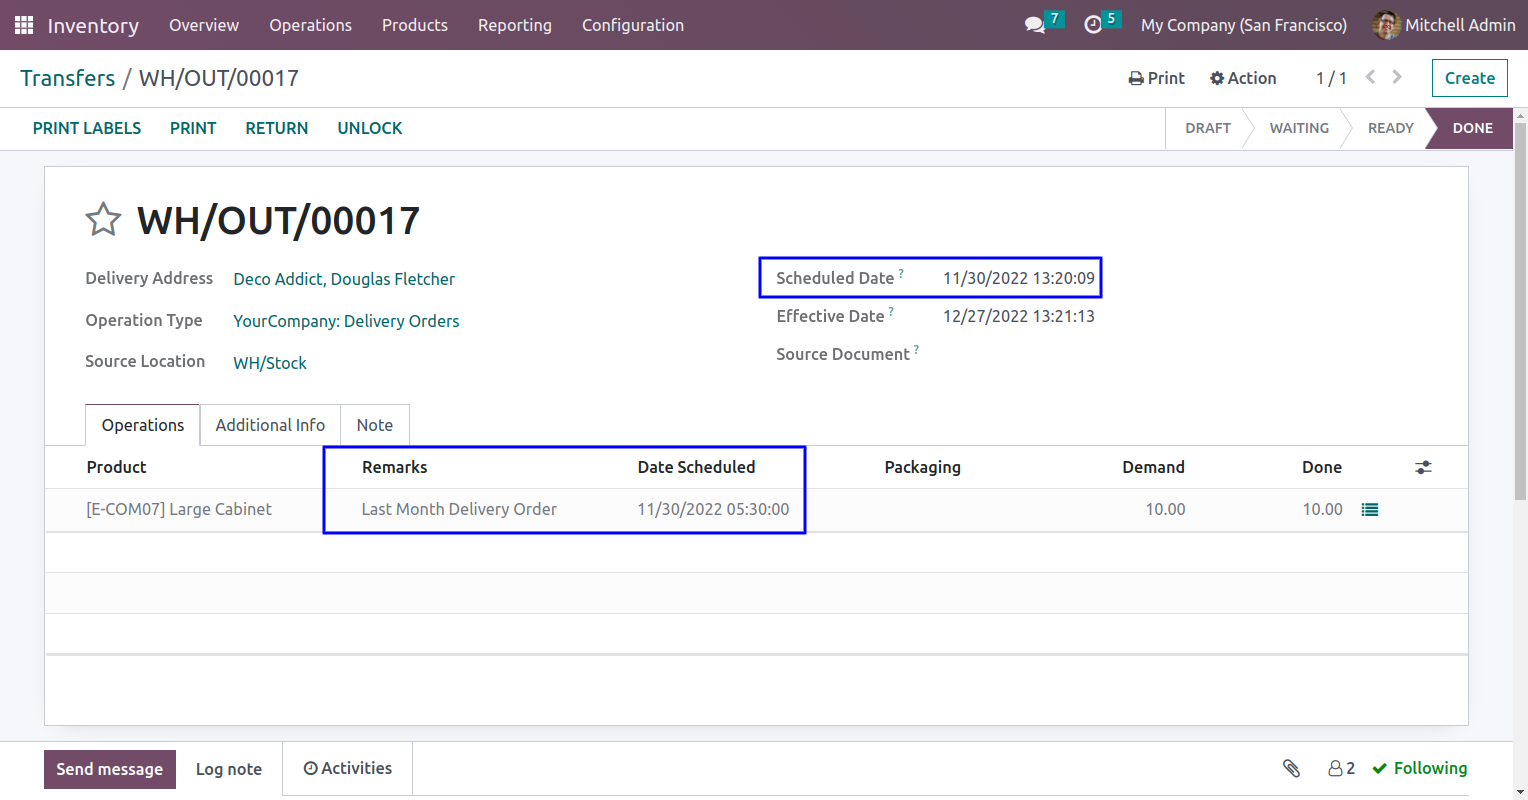 Inventory Overview Operations Products Reporting Configuration 7 5 My Company (San Francisco) Mitchell Admin
Transfers / WH/OUT/00017 Print Action 1 / 1 Create
PRINT LABELS PRINT RETURN UNLOCK DRAFT WAITING READY DONE
WH/OUT/00017
Delivery Address Deco Addict, Douglas Fletcher Scheduled Date ? 11/30/2022 13:20:09
Operation Type YourCompany: Delivery Orders Effective Date ? 12/27/2022 13:21:13
Source Location WH/Stock Source Document ?
Operations Additional Info Note
Product Remarks Date Scheduled Packaging Demand Done
[E-COM07] Large Cabinet Last Month Delivery Order 11/30/2022 05:30:00 10.00 10.00
Send message Log note Activities 2 Following